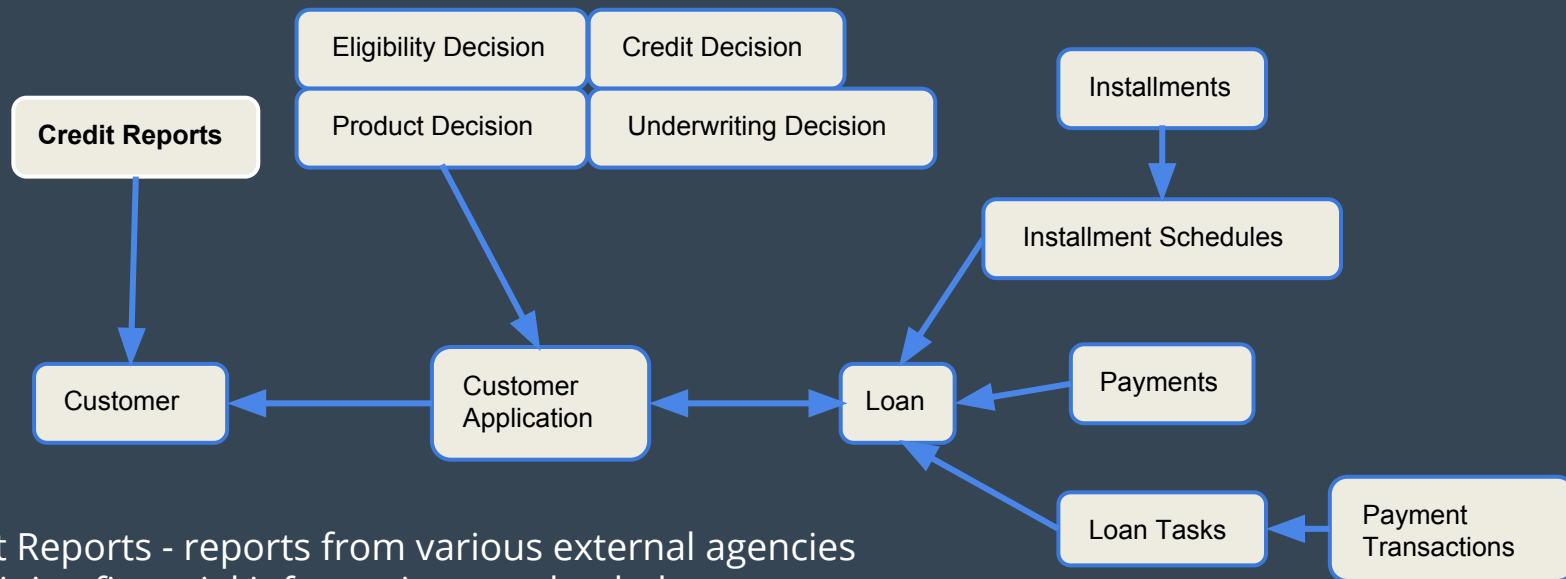 Eligibility Decision
Credit Decision
Installments
Credit Reports
Product Decision
Underwriting Decision
Installment Schedules
Customer
Customer
Application
Loan
Payments
Loan Tasks
Payment
Transactions
t Reports - reports from various external agencies